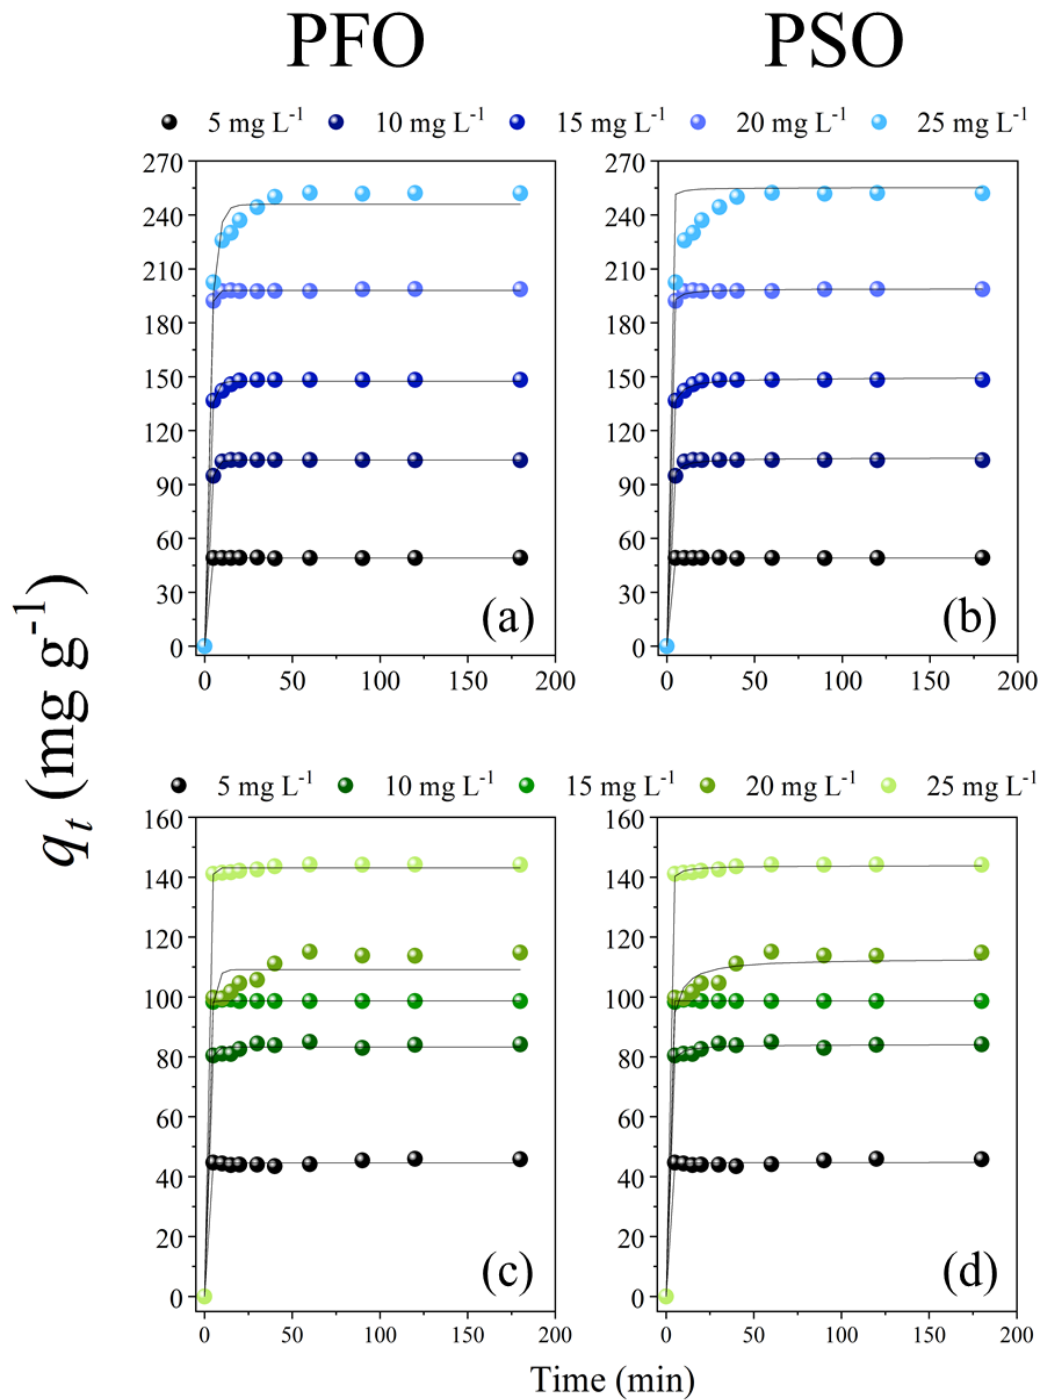 PFO PSO
5 mg L⁻¹ 10 mg L⁻¹ 15 mg L⁻¹ 20 mg L⁻¹ 25 mg L⁻¹
270 270
240 240
210 210
180 180
150 150
120 120
90 90
60 60
30 30
0 0
(a) (b)
0 50 100 150 200 0 50 100 150 200
qₜ (mg g⁻¹)
5 mg L⁻¹ 10 mg L⁻¹ 15 mg L⁻¹ 20 mg L⁻¹ 25 mg L⁻¹
160 160
140 140
120 120
100 100
80 80
60 60
40 40
20 20
0 0
(c) (d)
0 50 100 150 200 0 50 100 150 200
Time (min)